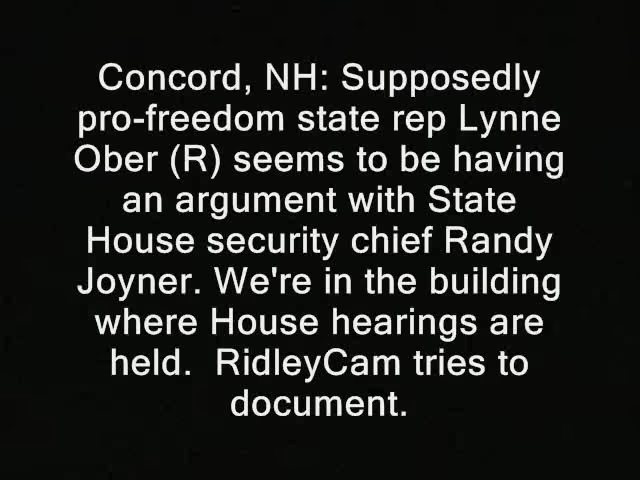 Concord, NH: Supposedly
pro-freedom state rep Lynne
Ober (R) seems to be having
an argument with State
House security chief Randy
Joyner. We're in the building
where House hearings are
held.  RidleyCam tries to
document.